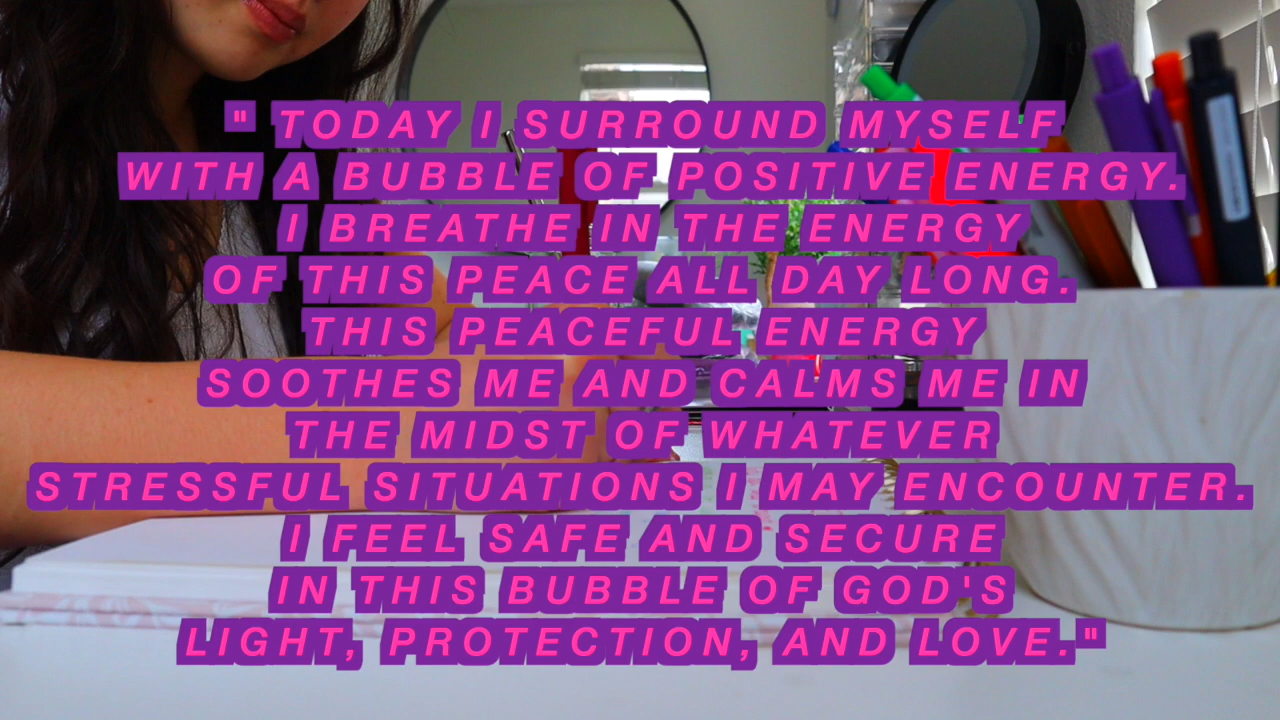 " TODAY I SURROUND MYSELF
WITH A BUBBLE OF POSITIVE ENERGY.
I BREATHE IN THE ENERGY
OF THIS PEACE ALL DAY LONG.
THIS PEACEFUL ENERGY
SOOTHES ME AND CALMS ME IN
THE MIDST OF WHATEVER
STRESSFUL SITUATIONS I MAY ENCOUNTER.
I FEEL SAFE AND SECURE
IN THIS BUBBLE OF GOD'S
LIGHT, PROTECTION, AND LOVE."